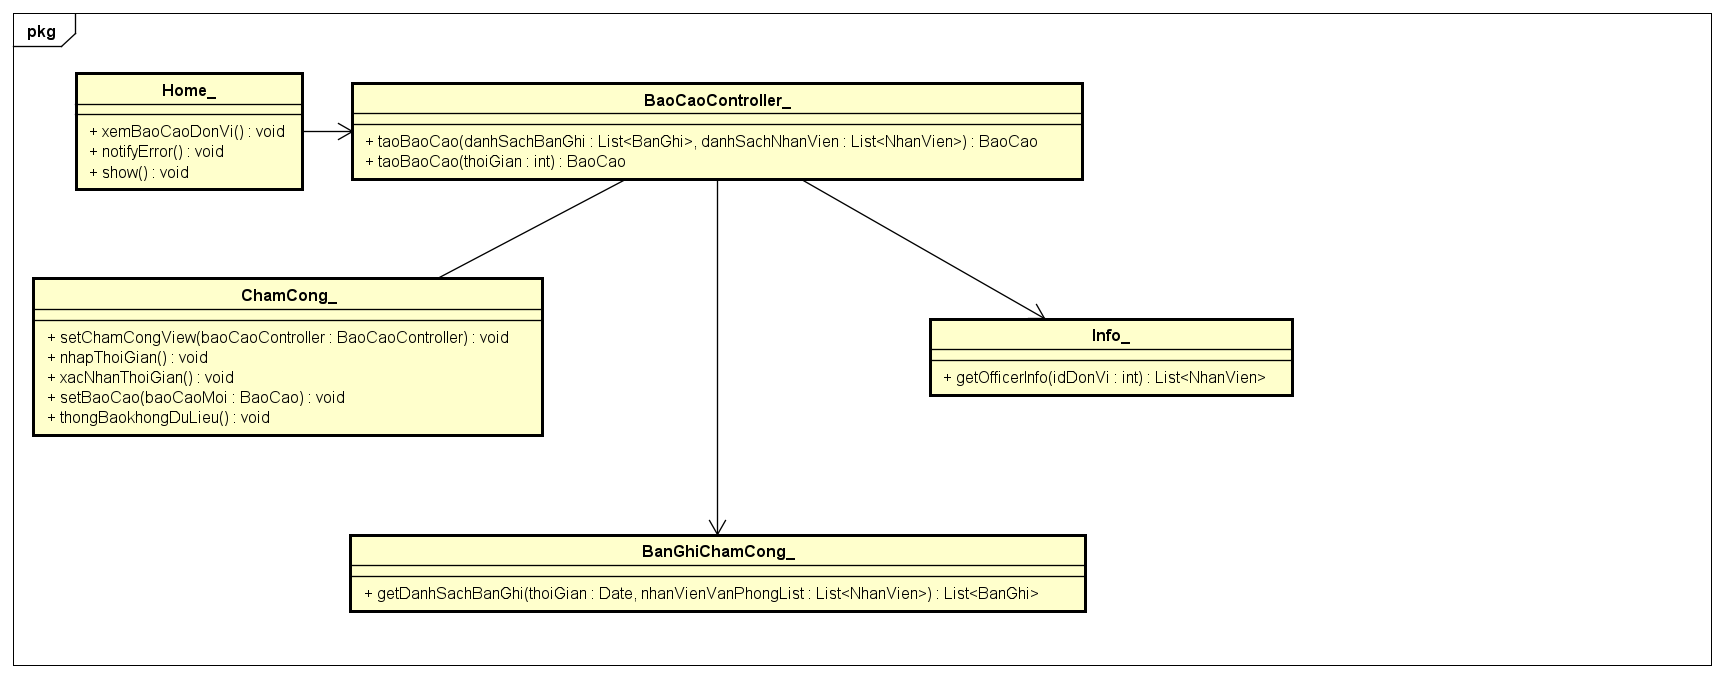 pkg
Home_
+ xemBaoCaoDonVi() : void
+ notifyError() : void
+ show() : void
BaoCaoController_
+ taoBaoCao(danhSachBanGhi : List<BanGhi>, danhSachNhanVien : List<NhanVien>) : BaoCao
+ taoBaoCao(thoiGian : int) : BaoCao
ChamCong_
+ setChamCongView(baoCaoController : BaoCaoController) : void
+ nhapThoiGian() : void
+ xacNhanThoiGian() : void
+ setBaoCao(baoCaoMoi : BaoCao) : void
+ thongBaokhongDuLieu() : void
Info_
+ getOfficerInfo(idDonVi : int) : List<NhanVien>
BanGhiChamCong_
+ getDanhSachBanGhi(thoiGian : Date, nhanVienVanPhongList : List<NhanVien>) : List<BanGhi>